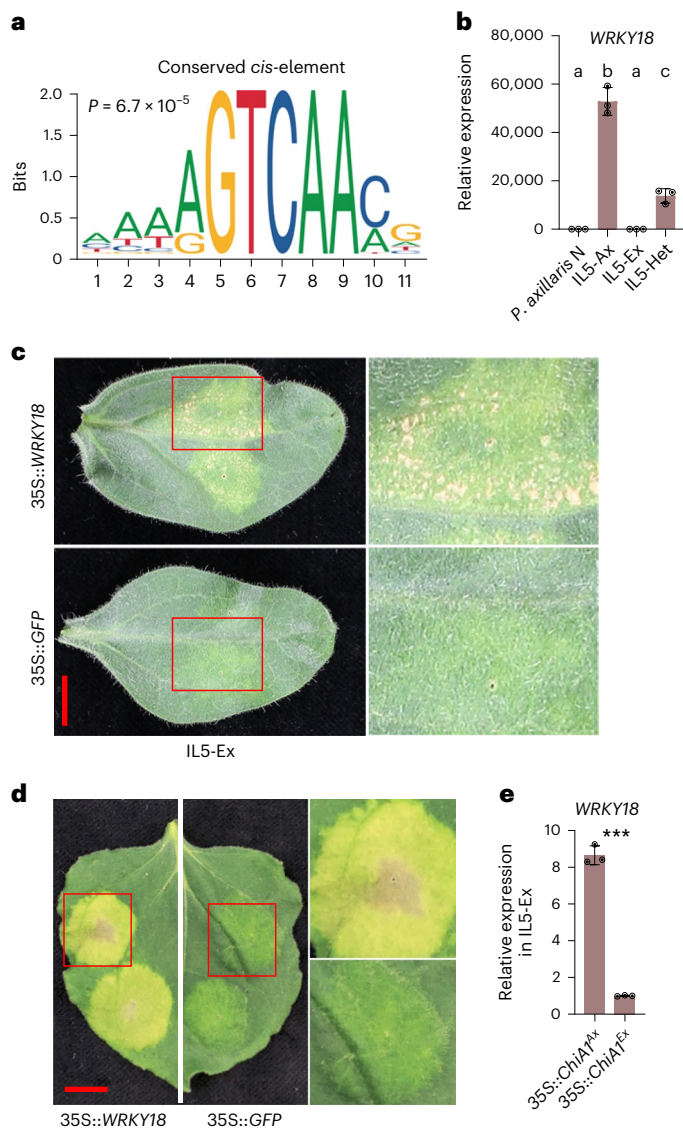 a
Conserved cis-element
P = 6.7 × 10⁻⁵
Bits
2.0
1.5
1.0
0.5
0
A G T C A A C G
1 2 3 4 5 6 7 8 9 10 11
b
WRKY18
Relative expression
80,000
60,000
40,000
20,000
0
a b a c
P. axillaris N
IL5-Ax
IL5-Ex
IL5-Het
c
35S::WRKY18
35S::GFP
IL5-Ex
d
35S::WRKY18
35S::GFP
e
WRKY18
***
Relative expression
in IL5-Ex
10
8
6
4
2
0
35S::ChiA1ᴬˣ
35S::ChiA1ᴱˣ